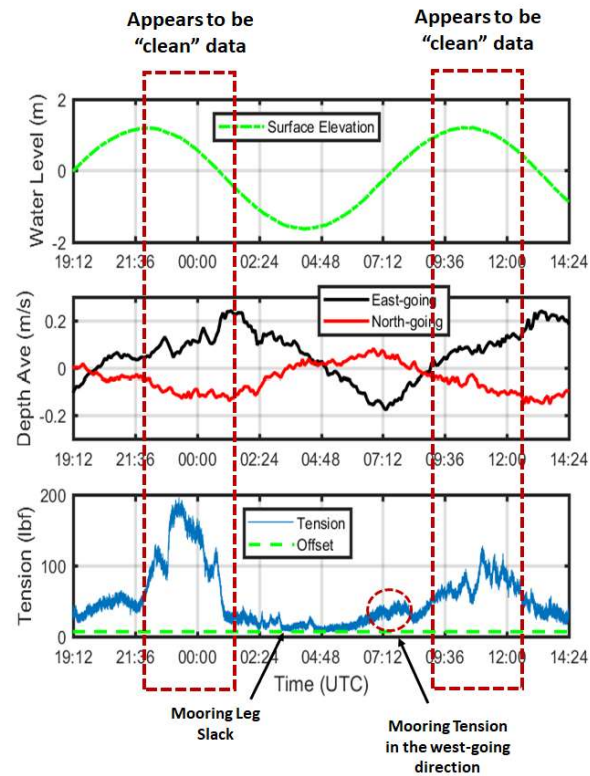 Appears to be
“clean” data
Appears to be
“clean” data
Water Level (m)
2
0
-2
Surface Elevation
19:12 21:36 00:00 02:24 04:48 07:12 09:36 12:00 14:24
Depth Ave (m/s)
0.2
0
-0.2
East-going
North-going
19:12 21:36 00:00 02:24 04:48 07:12 09:36 12:00 14:24
Tension (lbf)
200
100
0
Tension
Offset
19:12 21:36 00:00 02:24 04:48 07:12 09:36 12:00 14:24
Time (UTC)
Mooring Leg
Slack
Mooring Tension
in the west-going
direction